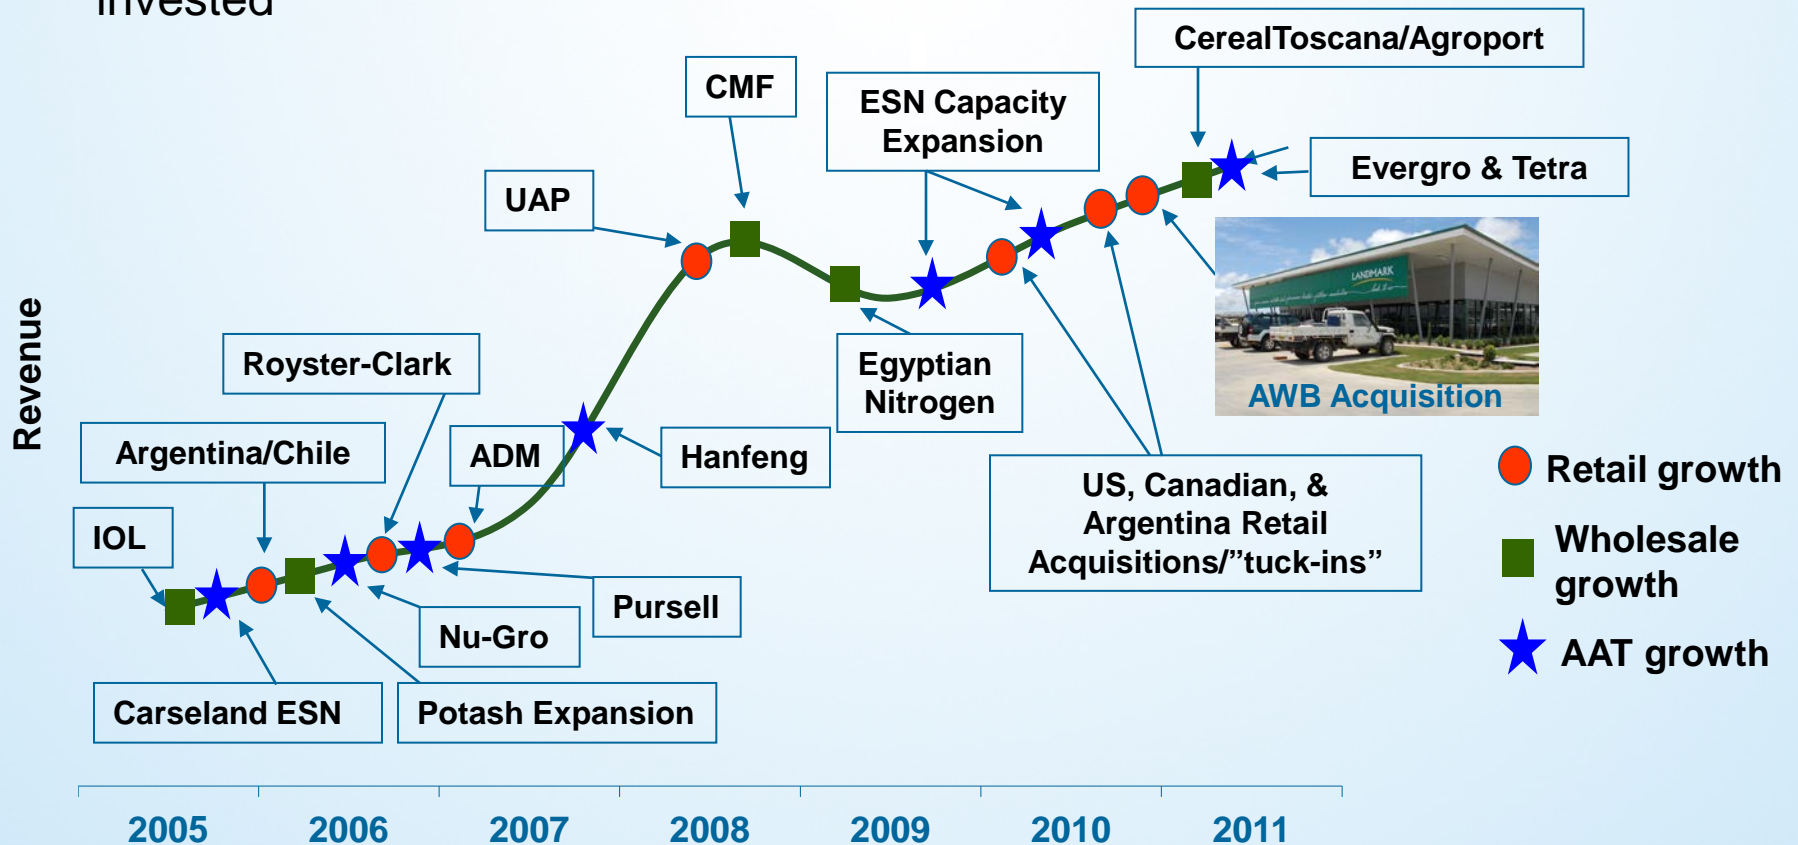 invested
CerealToscana/Agroport
CMF
ESN Capacity
Expansion
Evergro & Tetra
UAP
LANDMARK
AWB Acquisition
Royster-Clark
Egyptian
Nitrogen
Revenue
Argentina/Chile
ADM
Hanfeng
US, Canadian, &
Argentina Retail
Acquisitions/”tuck-ins”
Retail growth
IOL
Wholesale
growth
Pursell
Nu-Gro
AAT growth
Carseland ESN
Potash Expansion
2005 2006 2007 2008 2009 2010 2011